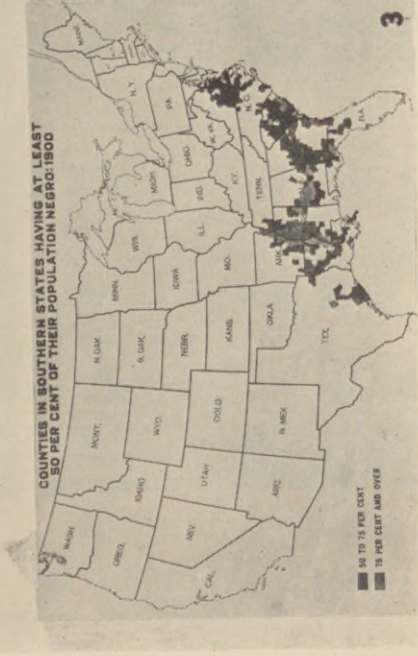 COUNTIES IN SOUTHERN STATES HAVING AT LEAST
50 PER CENT OF THEIR POPULATION NEGRO: 1900
WASH.
OREG.
CAL.
NEV.
IDAHO
MONT.
WYO.
UTAH
ARIZ.
COLO.
N. MEX.
N. DAK.
S. DAK.
NEBR.
KANS.
OKLA.
TEX.
MINN.
IOWA
MO.
ARK.
WIS.
ILL.
MICH.
IND.
OHIO
KY.
TENN.
W. VA.
PA.
N.Y.
MAINE
N. C.
FLA.
50 TO 75 PER CENT
75 PER CENT AND OVER
3